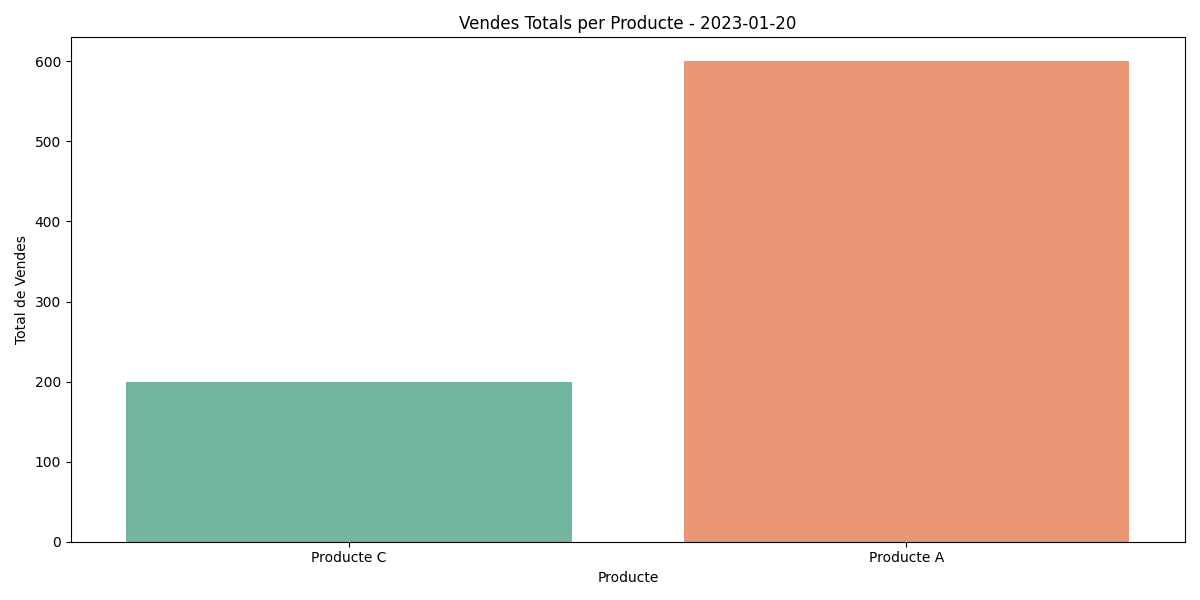 Vendes Totals per Producte - 2023-01-20
600
500
400
300
200
100
0
Total de Vendes
Producte C
Producte A
Producte